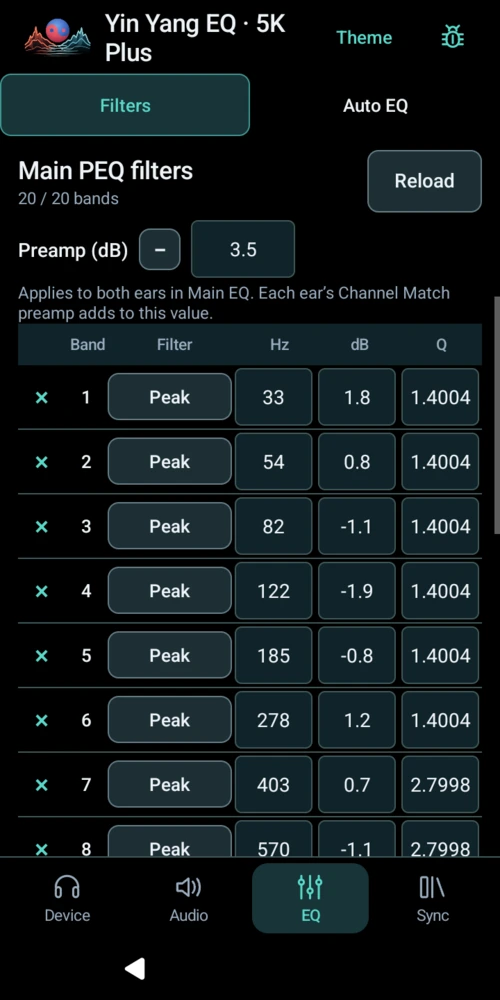 Yin Yang EQ · 5K
Plus
Theme
Filters
Auto EQ
Main PEQ filters
20 / 20 bands
Reload
Preamp (dB) − 3.5
Applies to both ears in Main EQ. Each ear’s Channel Match
preamp adds to this value.
Band Filter Hz dB Q
× 1 Peak 33 1.8 1.4004
× 2 Peak 54 0.8 1.4004
× 3 Peak 82 -1.1 1.4004
× 4 Peak 122 -1.9 1.4004
× 5 Peak 185 -0.8 1.4004
× 6 Peak 278 1.2 1.4004
× 7 Peak 403 0.7 2.7998
× 8 Peak 570 -1.1 2.7998
Device Audio EQ Sync